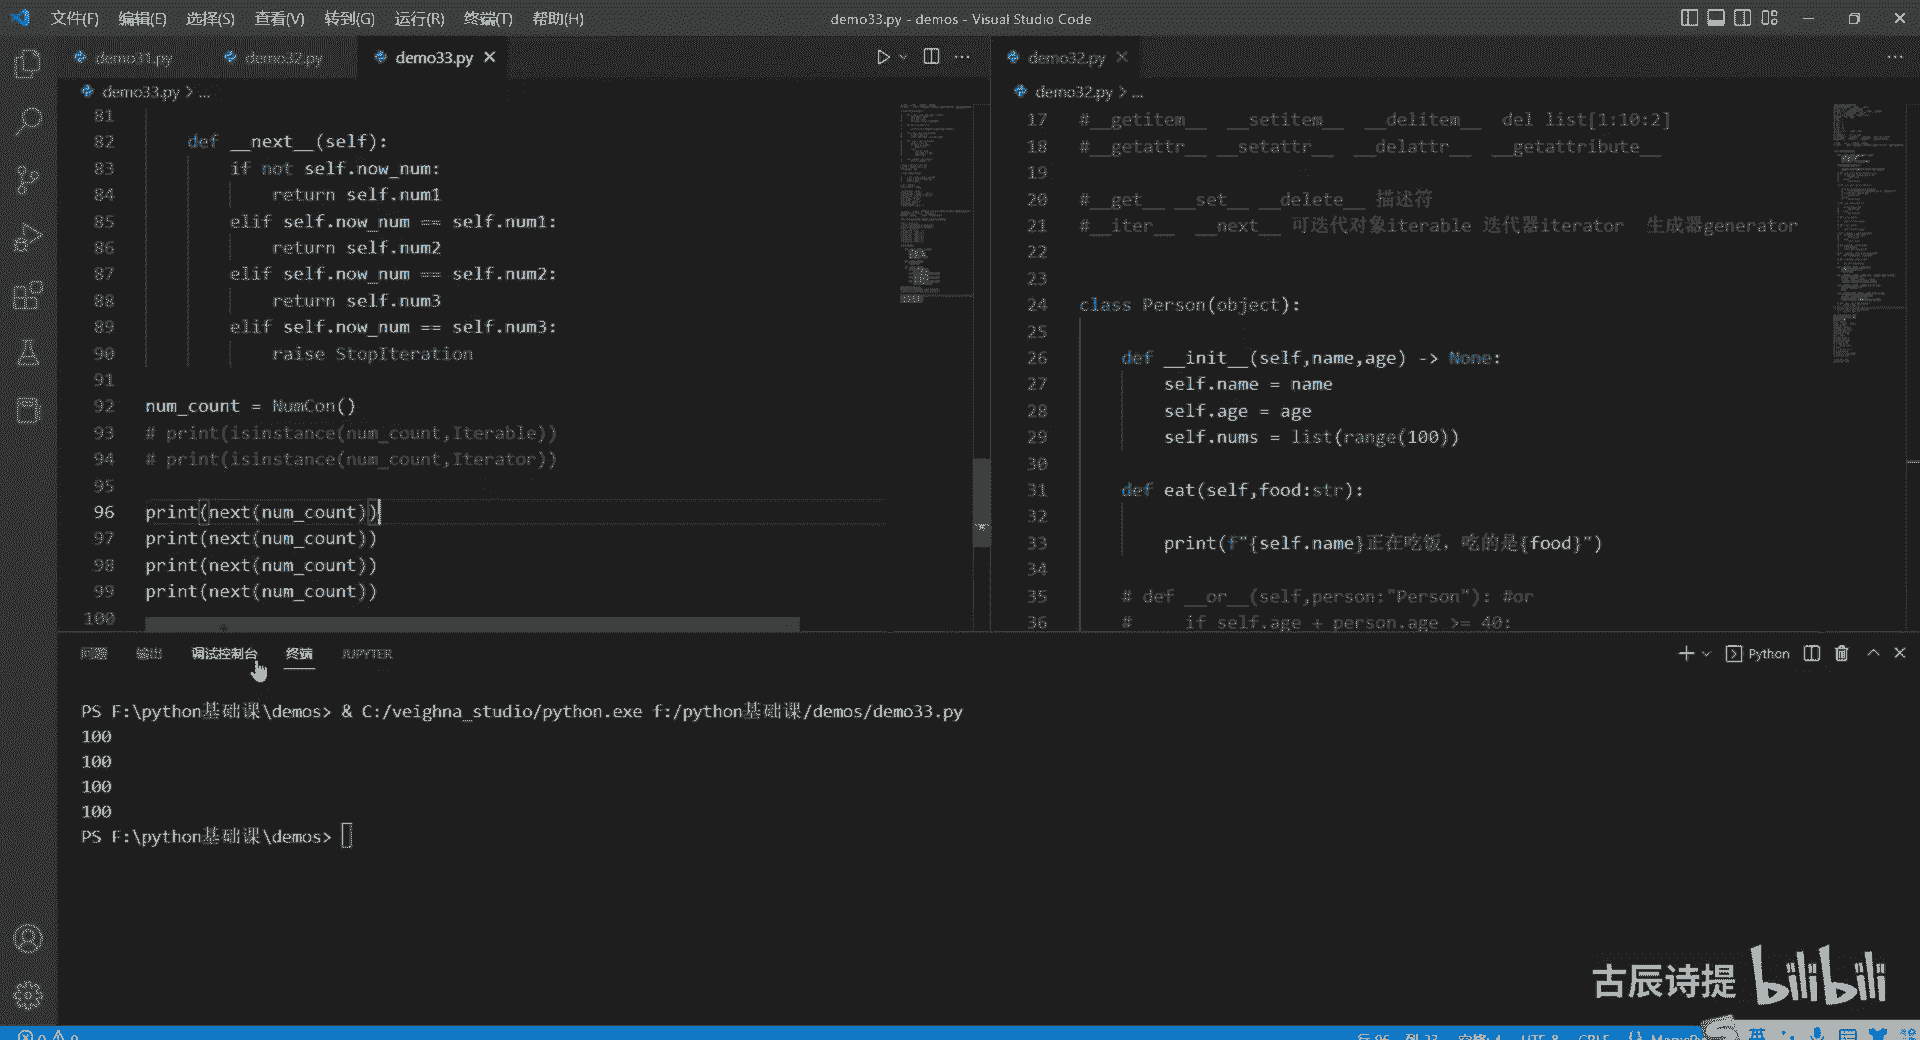 文件(F) 编辑(E) 选择(S) 查看(V) 转到(G) 运行(R) 终端(T) 帮助(H) demo33.py - demos - Visual Studio Code
demo31.py demo32.py demo33.py
demo33.py > ...
81
82 def __next__(self):
83 if not self.now_num:
84 return self.num1
85 elif self.now_num == self.num1:
86 return self.num2
87 elif self.now_num == self.num2:
88 return self.num3
89 elif self.now_num == self.num3:
90 raise StopIteration
91
92 num_count = NumCon()
93 # print(isinstance(num_count,Iterable))
94 # print(isinstance(num_count,Iterator))
95
96 print(next(num_count))
97 print(next(num_count))
98 print(next(num_count))
99 print(next(num_count))
100
demo32.py
demo32.py > ...
17 #__getitem__ __setitem__ __delitem__ del list[1:10:2]
18 #__getattr__ __setattr__ __delattr__ __getattribute__
19
20 #__get__ __set__ __delete__ 描述符
21 #__iter__ __next__ 可迭代对象iterable 迭代器iterator 生成器generator
22
23
24 class Person(object):
25
26 def __init__(self,name,age) -> None:
27 self.name = name
28 self.age = age
29 self.nums = list(range(100))
30
31 def eat(self,food:str):
32
33 print(f"{self.name}正在吃饭，吃的是{food}")
34
35 # def __or__(self,person:"Person"): #or
36 # if self.age + person.age >= 40:
问题 输出 调试控制台 终端 JUPYTER
Python
PS F:\python基础课\demos> & C:/veighna_studio/python.exe f:/python基础课/demos/demo33.py
100
100
100
100
PS F:\python基础课\demos>
古辰诗提 bilibili